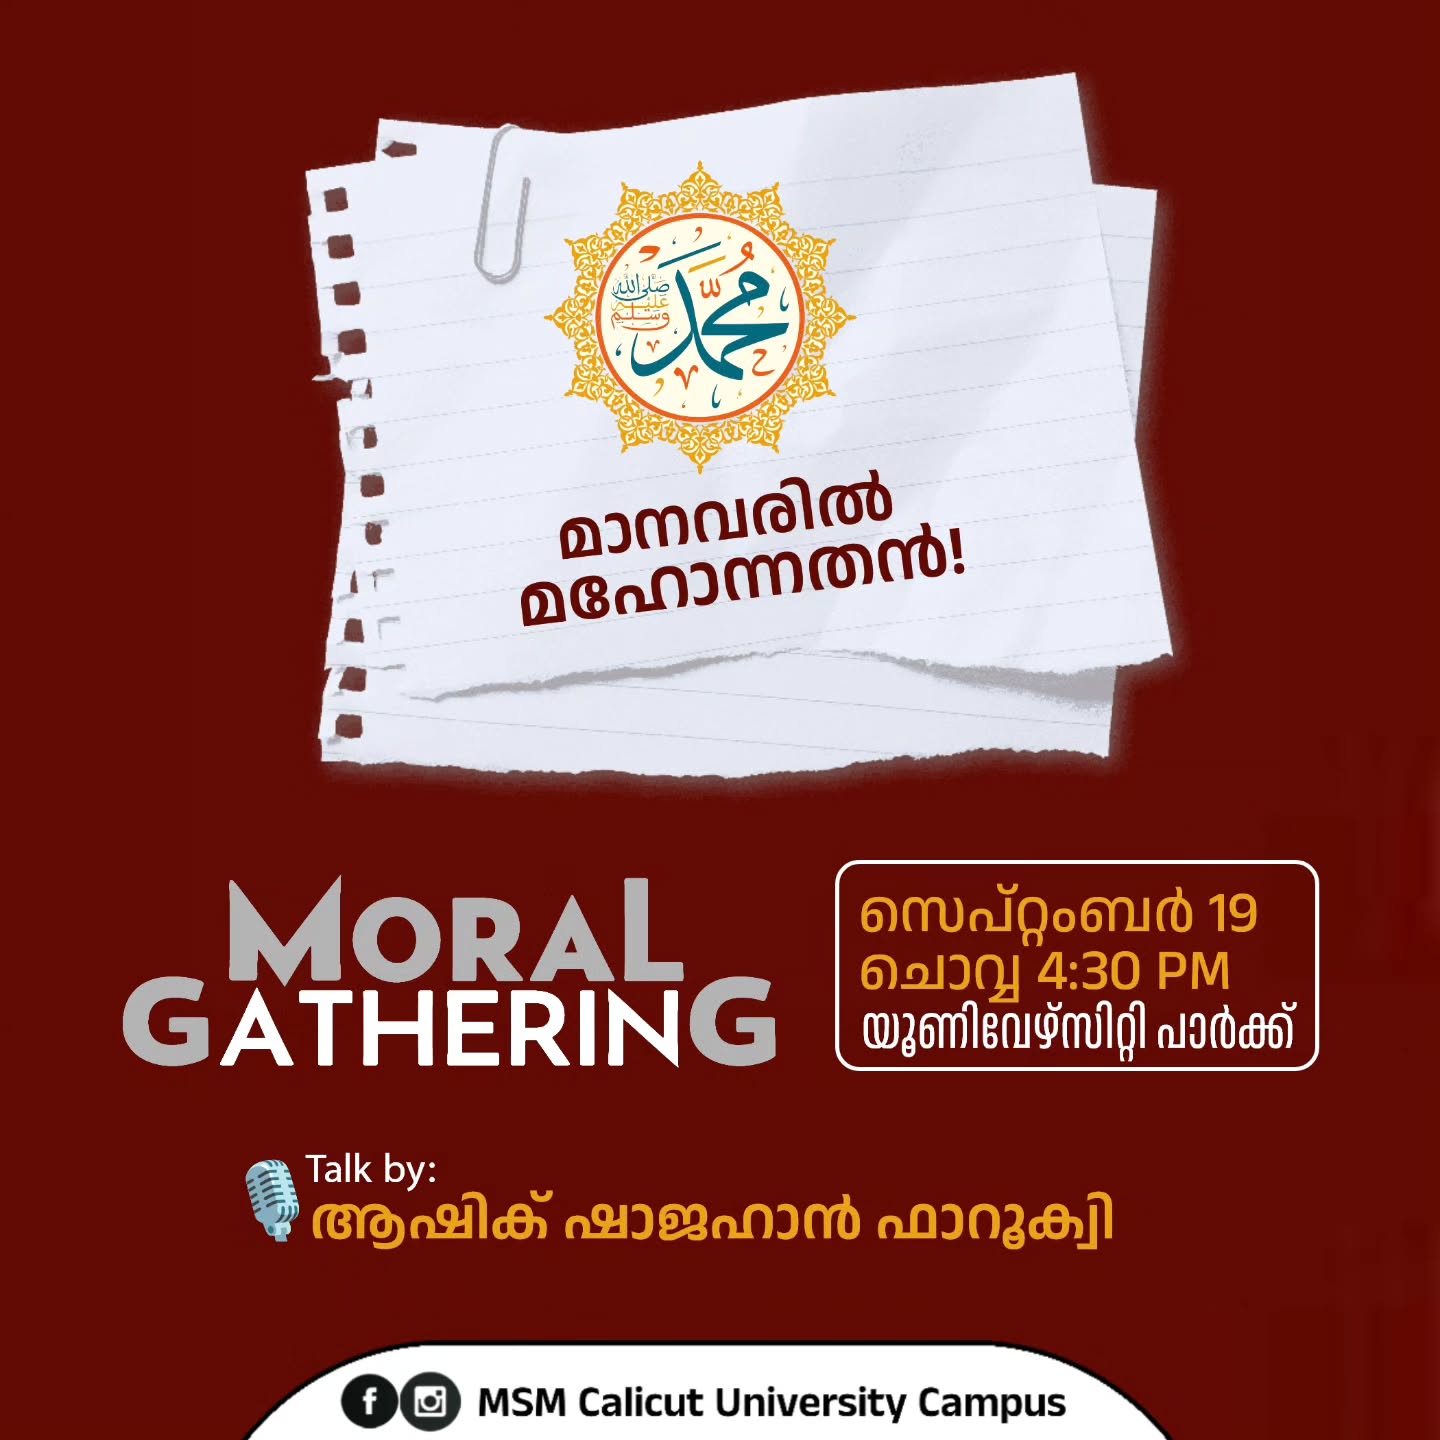 محمد
صلى الله
عليه
وسلم
മാനവരിൽ
മഹോന്നതൻ!
MORAL
GATHERING
സെപ്റ്റംബർ 19
ചൊവ്വ 4:30 PM
യൂണിവേഴ്സിറ്റി പാർക്ക്
Talk by:
ആഷിക് ഷാജഹാൻ ഫാറൂക്വി
MSM Calicut University Campus